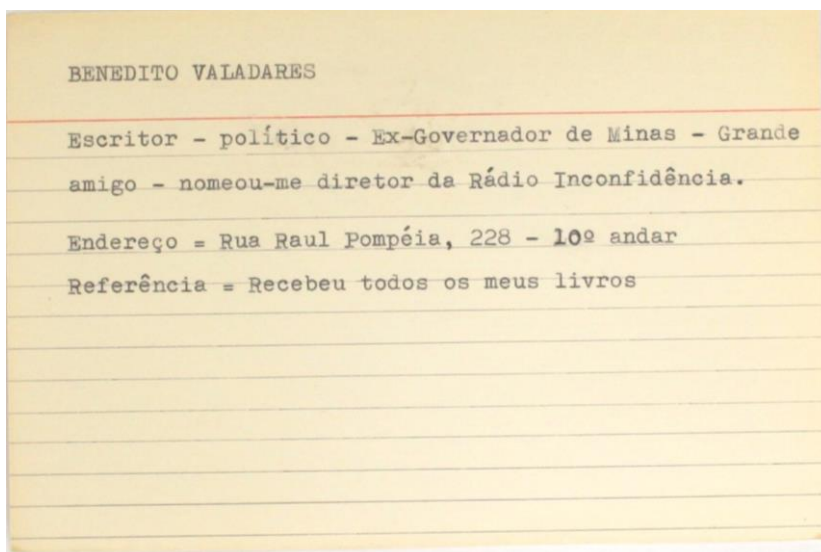 BENEDITO VALADARES
Escritor - político - Ex-Governador de Minas - Grande
amigo - nomeou-me diretor da Rádio Inconfidência.
Endereço = Rua Raul Pompéia, 228 - 10º andar
Referência = Recebeu todos os meus livros